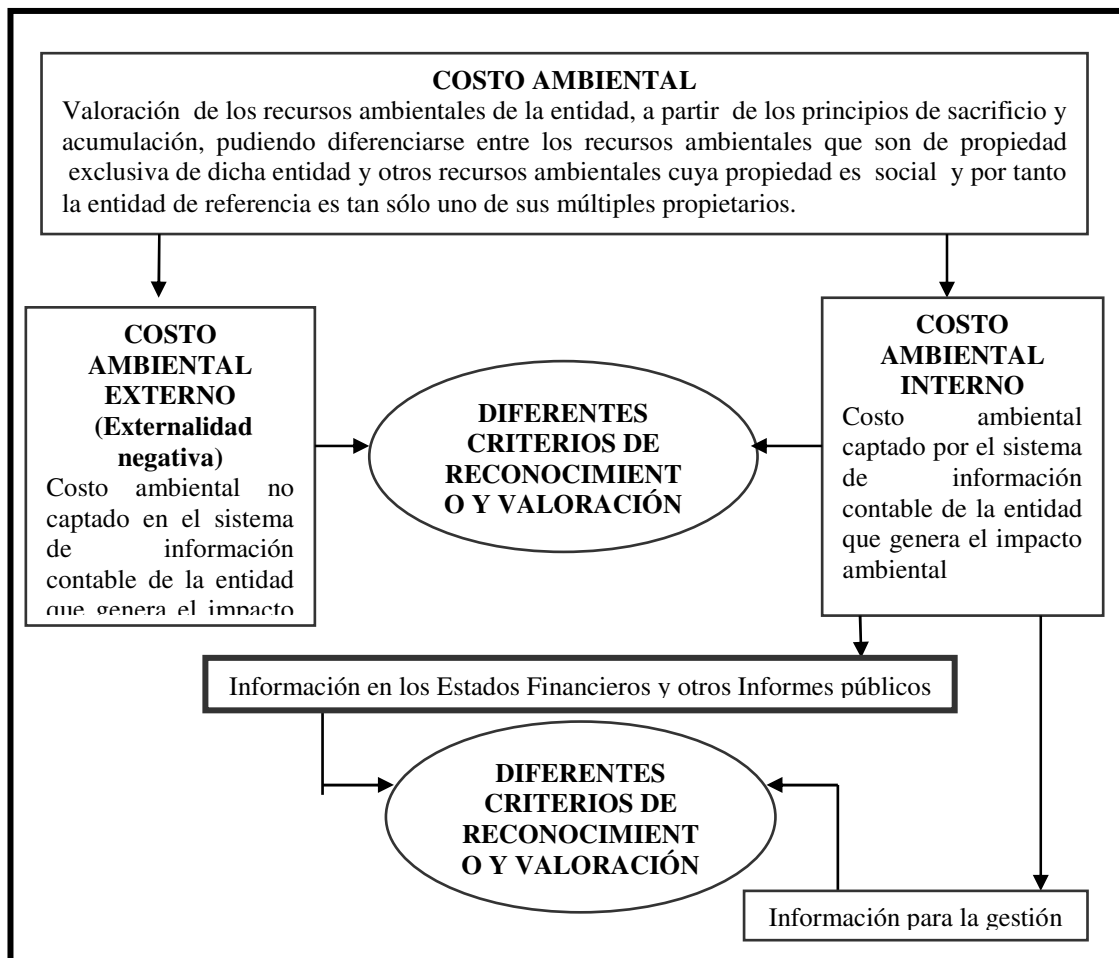 COSTO AMBIENTAL
Valoración de los recursos ambientales de la entidad, a partir de los principios de sacrificio y
acumulación, pudiendo diferenciarse entre los recursos ambientales que son de propiedad
exclusiva de dicha entidad y otros recursos ambientales cuya propiedad es social y por tanto
la entidad de referencia es tan sólo uno de sus múltiples propietarios.
COSTO
AMBIENTAL
EXTERNO
(Externalidad
negativa)
Costo ambiental no
captado en el sistema
de información
contable de la entidad
que genera el impacto
DIFERENTES
CRITERIOS DE
RECONOCIMIENT
O Y VALORACIÓN
COSTO
AMBIENTAL
INTERNO
Costo ambiental
captado por el sistema
de información
contable de la entidad
que genera el impacto
ambiental
Información en los Estados Financieros y otros Informes públicos
DIFERENTES
CRITERIOS DE
RECONOCIMIENT
O Y VALORACIÓN
Información para la gestión